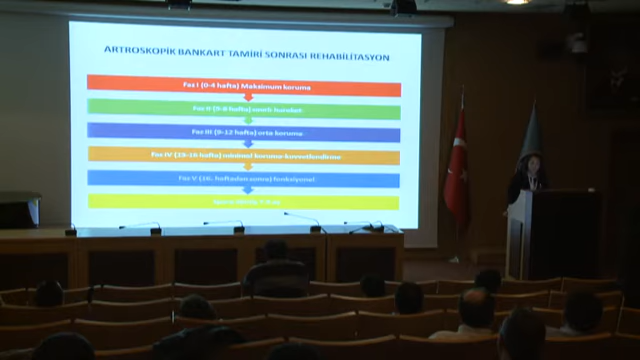 ARTROSKOPİK BANKART TAMİRİ SONRASI REHABİLİTASYON
Faz I (0-4 hafta) Maksimum koruma
Faz II (5-8 hafta) hareket
Faz III (9-12 hafta) orta koruma
Faz IV (13-16 hafta) minimal koruma-kuvvetlendirme
Faz V (16. haftadan sonra) fonksiyonel